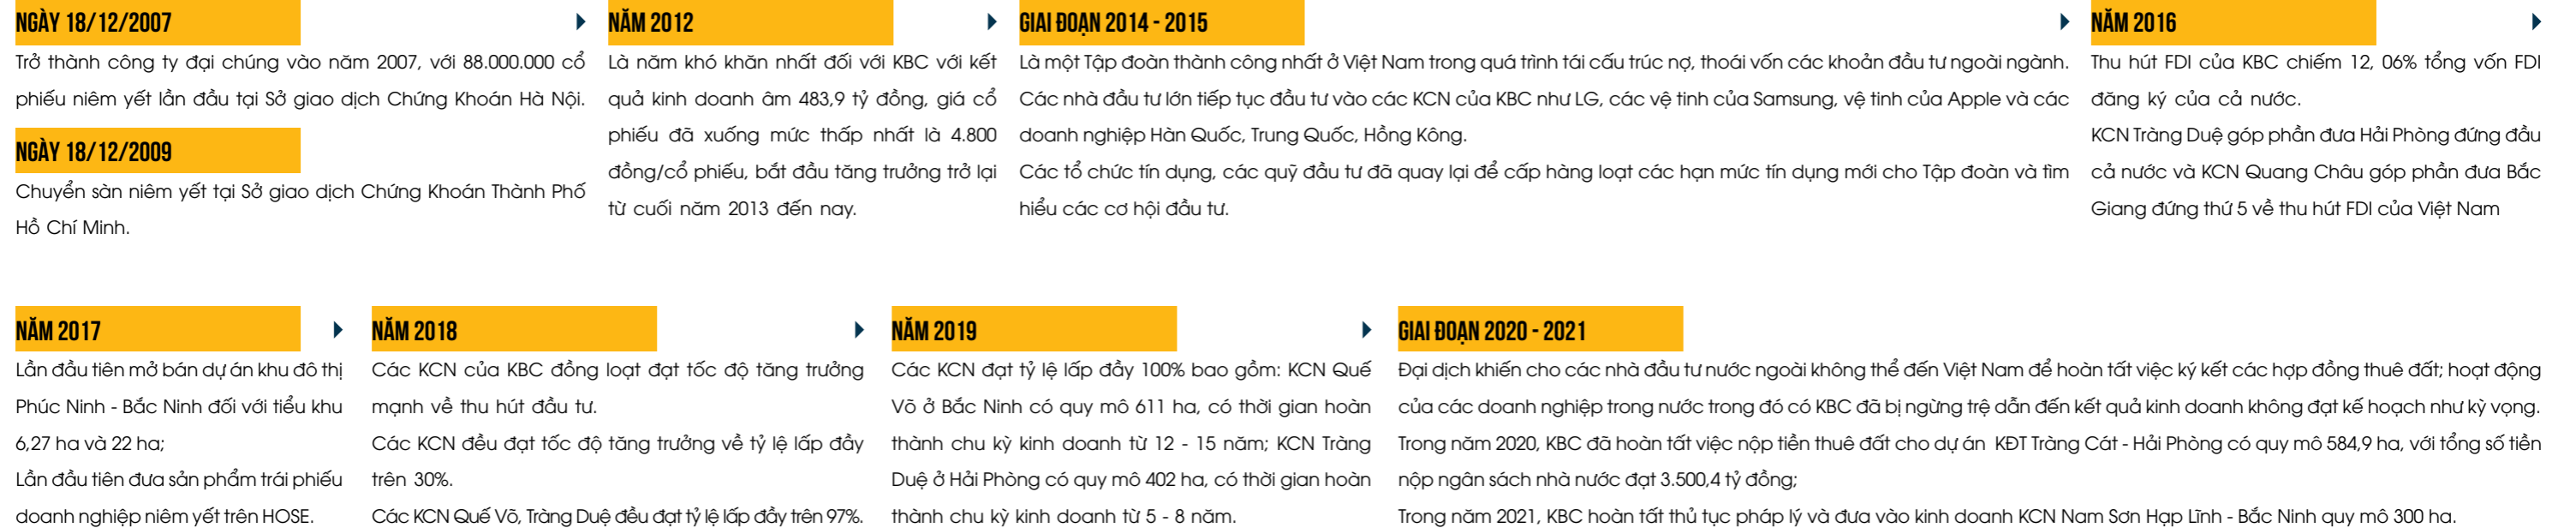 NGÀY 18/12/2007
Trở thành công ty đại chúng vào năm 2007, với 88.000.000 cổ
phiếu niêm yết lần đầu tại Sở giao dịch Chứng Khoán Hà Nội.
NGÀY 18/12/2009
Chuyển sàn niêm yết tại Sở giao dịch Chứng Khoán Thành Phố
Hồ Chí Minh.
NĂM 2012
Là năm khó khăn nhất đối với KBC với kết
quả kinh doanh âm 483,9 tỷ đồng, giá cổ
phiếu đã xuống mức thấp nhất là 4.800
đồng/cổ phiếu, bắt đầu tăng trưởng trở lại
từ cuối năm 2013 đến nay.
GIAI ĐOẠN 2014 - 2015
Là một Tập đoàn thành công nhất ở Việt Nam trong quá trình tái cấu trúc nợ, thoái vốn các khoản đầu tư ngoài ngành.
Các nhà đầu tư lớn tiếp tục đầu tư vào các KCN của KBC như LG, các vệ tinh của Samsung, vệ tinh của Apple và các
doanh nghiệp Hàn Quốc, Trung Quốc, Hồng Kông.
Các tổ chức tín dụng, các quỹ đầu tư đã quay lại để cấp hàng loạt các hạn mức tín dụng mới cho Tập đoàn và tìm
hiểu các cơ hội đầu tư.
NĂM 2016
Thu hút FDI của KBC chiếm 12, 06% tổng vốn FDI
đăng ký của cả nước.
KCN Tràng Duệ góp phần đưa Hải Phòng đứng đầu
cả nước và KCN Quang Châu góp phần đưa Bắc
Giang đứng thứ 5 về thu hút FDI của Việt Nam
NĂM 2017
Lần đầu tiên mở bán dự án khu đô thị
Phúc Ninh - Bắc Ninh đối với tiểu khu
6,27 ha và 22 ha;
Lần đầu tiên đưa sản phẩm trái phiếu
doanh nghiệp niêm yết trên HOSE.
NĂM 2018
Các KCN của KBC đồng loạt đạt tốc độ tăng trưởng
mạnh về thu hút đầu tư.
Các KCN đều đạt tốc độ tăng trưởng về tỷ lệ lấp đầy
trên 30%.
Các KCN Quế Võ, Tràng Duệ đều đạt tỷ lệ lấp đầy trên 97%.
NĂM 2019
Các KCN đạt tỷ lệ lấp đầy 100% bao gồm: KCN Quế
Võ ở Bắc Ninh có quy mô 611 ha, có thời gian hoàn
thành chu kỳ kinh doanh từ 12 - 15 năm; KCN Tràng
Duệ ở Hải Phòng có quy mô 402 ha, có thời gian hoàn
thành chu kỳ kinh doanh từ 5 - 8 năm.
GIAI ĐOẠN 2020 - 2021
Đại dịch khiến cho các nhà đầu tư nước ngoài không thể đến Việt Nam để hoàn tất việc ký kết các hợp đồng thuê đất; hoạt động
của các doanh nghiệp trong nước trong đó có KBC đã bị ngừng trệ dẫn đến kết quả kinh doanh không đạt kế hoạch như kỳ vọng.
Trong năm 2020, KBC đã hoàn tất việc nộp tiền thuê đất cho dự án KĐT Tràng Cát - Hải Phòng có quy mô 584,9 ha, với tổng số tiền
nộp ngân sách nhà nước đạt 3.500,4 tỷ đồng;
Trong năm 2021, KBC hoàn tất thủ tục pháp lý và đưa vào kinh doanh KCN Nam Sơn Hạp Lĩnh - Bắc Ninh quy mô 300 ha.